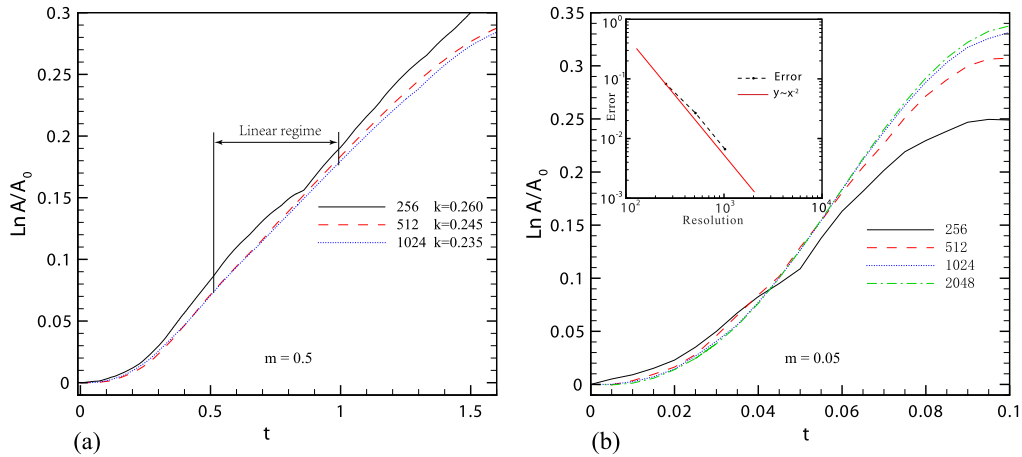 0.3
0.25
0.2
0.15
0.1
0.05
0
Ln A/A0
Linear regime
256 k=0.260
512 k=0.245
1024 k=0.235
m = 0.5
0 0.5 1 1.5
t
(a)
0.35
0.3
0.25
0.2
0.15
0.1
0.05
0
Ln A/A0
10^0
10^-1
10^-2
10^-3
Error
Error
y~x^-2
10^2 10^3 10^4
Resolution
256
512
1024
2048
m = 0.05
0 0.02 0.04 0.06 0.08 0.1
t
(b)